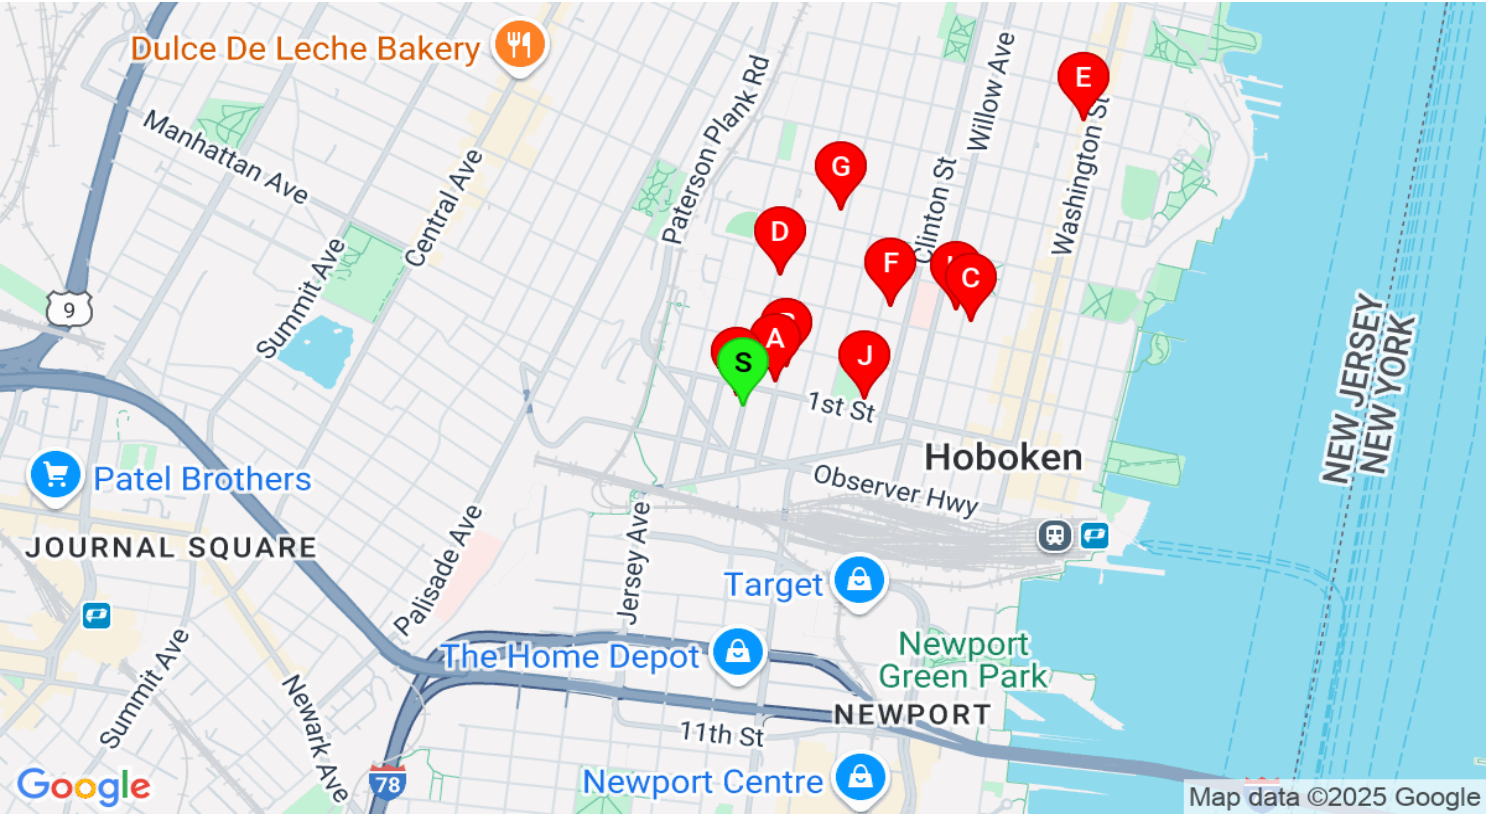 Dulce De Leche Bakery
Manhattan Ave
Central Ave
Paterson Plank Rd
Willow Ave
Clinton St
Washington St
E
G
D
F
C
A
S
J
9
Summit Ave
1st St
Hoboken
Observer Hwy
NEW JERSEY
NEW YORK
Patel Brothers
JOURNAL SQUARE
Palisade Ave
Jersey Ave
Target
The Home Depot
Newport
Green Park
NEWPORT
Summit Ave
Newark Ave
11th St
78
Newport Centre
Google
Map data ©2025 Google